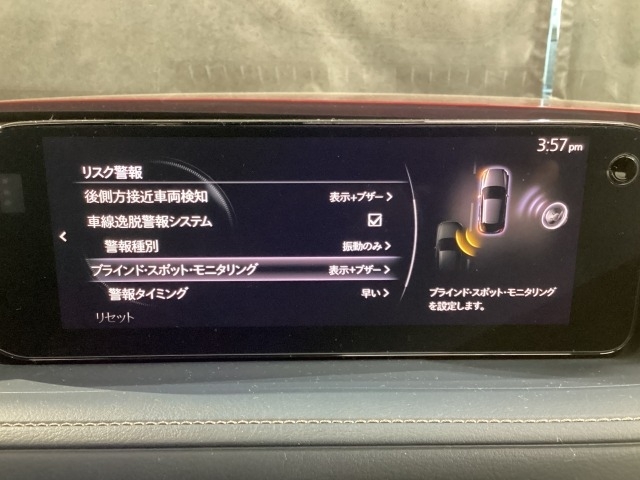 3:57pm
リスク警報
後側方接近車両検知 表示+ブザー
車線逸脱警報システム
警報種別 振動のみ
ブラインド・スポット・モニタリング 表示+ブザー
警報タイミング 早い
リセット
ブラインド・スポット・モニタリング
を設定します。